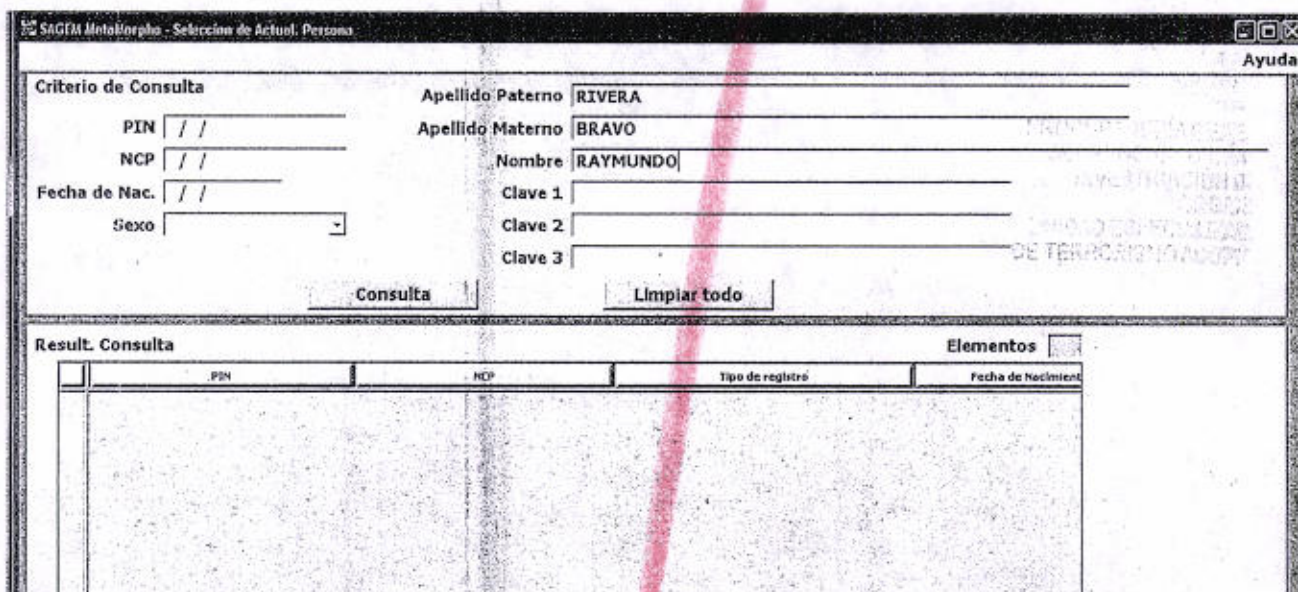 SAGEM MetaMorpho - Seleccion de Actual. Persona
Ayuda
Criterio de Consulta
Apellido Paterno RIVERA
PIN / /
Apellido Materno BRAVO
NCP / /
Nombre RAYMUNDO
Fecha de Nac. / /
Clave 1
Sexo
Clave 2
Clave 3
Consulta Limpiar todo
Result. Consulta Elementos
PIN NCP Tipo de registro Fecha de Nacimient